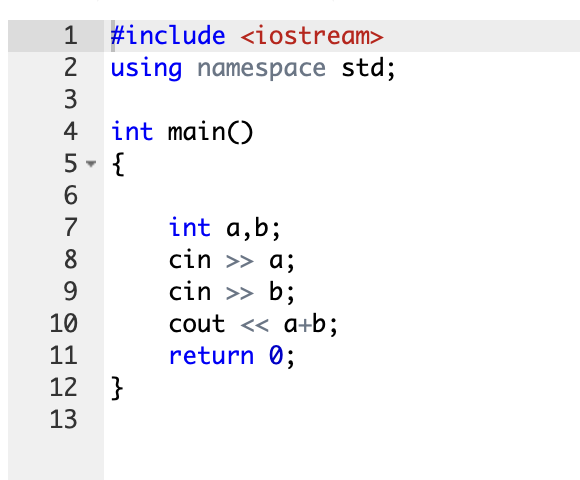 1 #include <iostream>
2 using namespace std;
3
4 int main()
5 {
6
7     int a,b;
8     cin >> a;
9     cin >> b;
10     cout << a+b;
11     return 0;
12 }
13